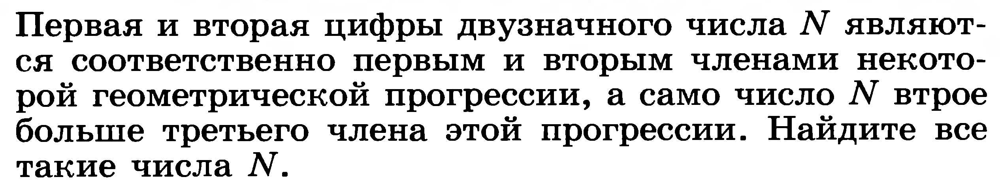 Первая и вторая цифры двузначного числа N являют-
ся соответственно первым и вторым членами некото-
рой геометрической прогрессии, а само число N втрое
больше третьего члена этой прогрессии. Найдите все
такие числа N.